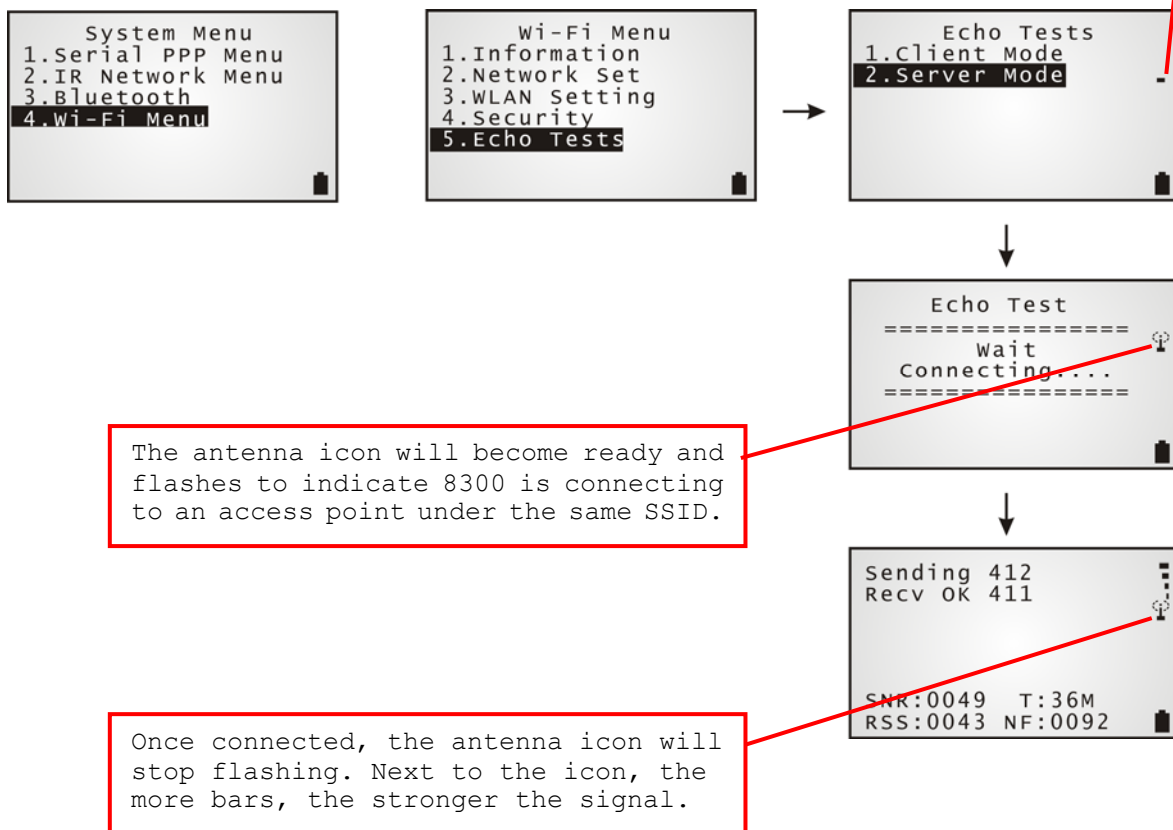 System Menu
1.Serial PPP Menu
2.IR Network Menu
3.Bluetooth
4.Wi-Fi Menu
Wi-Fi Menu
1.Information
2.Network Set
3.WLAN Setting
4.Security
5.Echo Tests
Echo Tests
1.Client Mode
2.Server Mode
Echo Test
================
Wait
Connecting....
================
The antenna icon will become ready and
flashes to indicate 8300 is connecting
to an access point under the same SSID.
Sending 412
Recv OK 411
SNR:0049 T:36M
RSS:0043 NF:0092
Once connected, the antenna icon will
stop flashing. Next to the icon, the
more bars, the stronger the signal.